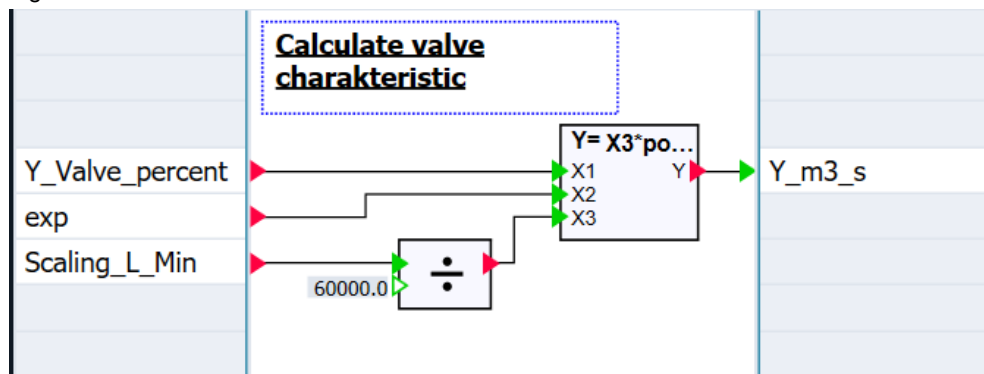 Calculate valve
charakteristic
Y= X3*po...
Y_Valve_percent
X1
Y
Y_m3_s
X2
exp
X3
Scaling_L_Min
÷
60000.0